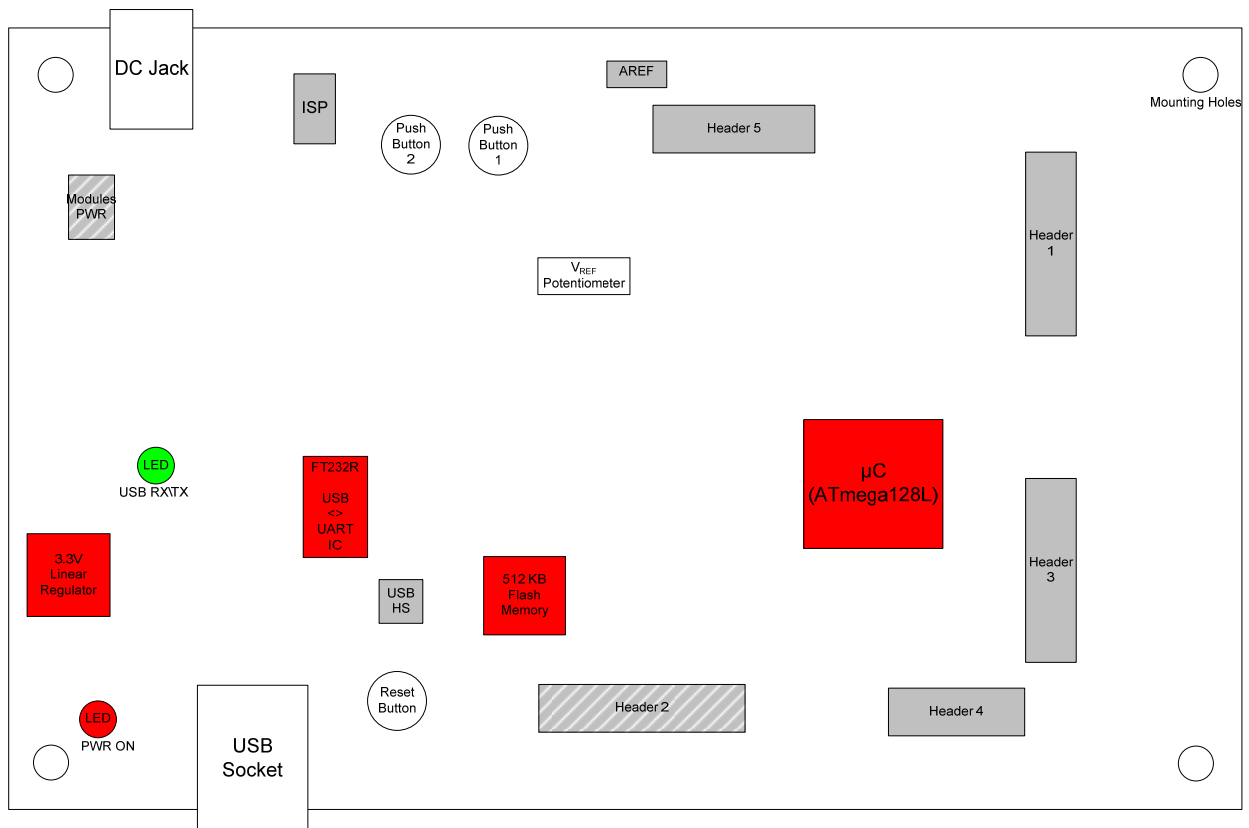 DC Jack
ISP
AREF
Push
Button
2
Push
Button
1
Header 5
Mounting Holes
Modules
PWR
Header
1
VREF
Potentiometer
LED
USB RX\TX
FT232R
USB
<>
UART
IC
µC
(ATmega128L)
3.3V
Linear
Regulator
USB
HS
512 KB
Flash
Memory
Header
3
Reset
Button
Header 2
Header 4
LED
PWR ON
USB
Socket